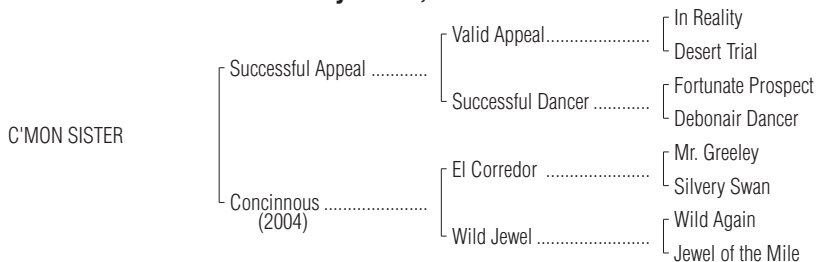 In Reality
Valid Appeal......................
Desert Trial
Successful Appeal ............
Fortunate Prospect
Successful Dancer ............
Debonair Dancer
C'MON SISTER
Mr. Greeley
El Corredor ......................
Silvery Swan
Concinnous ......................
(2004)
Wild Again
Wild Jewel ........................
Jewel of the Mile